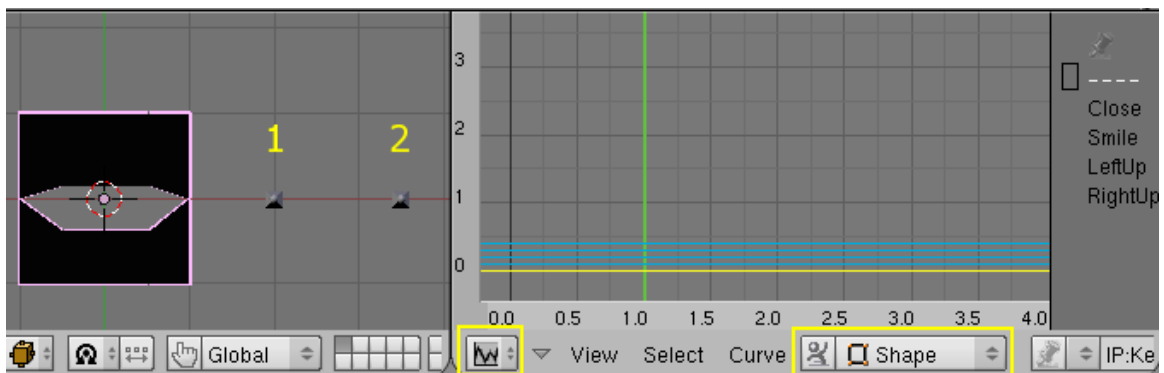 1 2
3
2
1
0
0.0 0.5 1.0 1.5 2.0 2.5 3.0 3.5 4.0
----
Close
Smile
LeftUp
RightUp
Global
View Select Curve Shape IP:Ke